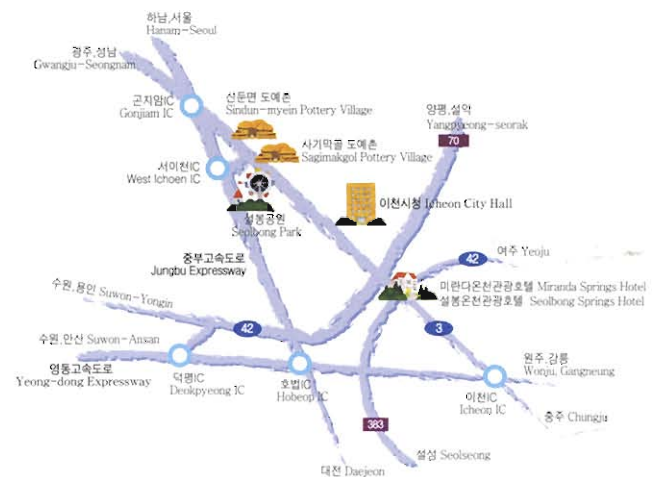 하남,서울
Hanam-Seoul
광주,성남
Gwangju-Seongnam
곤지암IC
Gonjiam IC
신둔면 도예촌
Sindun-myein Pottery Village
사기막골 도예촌
Sagimakgol Pottery Village
양평,설악
Yangpyeong-seorak
70
서이천IC
West Ichoen IC
이천시청 Icheon City Hall
설봉공원
Seolbong Park
중부고속도로
Jungbu Expressway
여주 Yeoju
42
미란다온천관광호텔 Miranda Springs Hotel
설봉온천관광호텔 Seolbong Springs Hotel
수원,용인 Suwon-Yongin
42
3
수원,안산 Suwon-Ansan
영동고속도로
Yeong-dong Expressway
덕평IC
Deokpyeong IC
호법IC
Hobeop IC
원주,강릉
Wonju, Gangneung
이천IC
Icheon IC
충주 Chungju
383
설성 Seolseong
대전 Daejeon